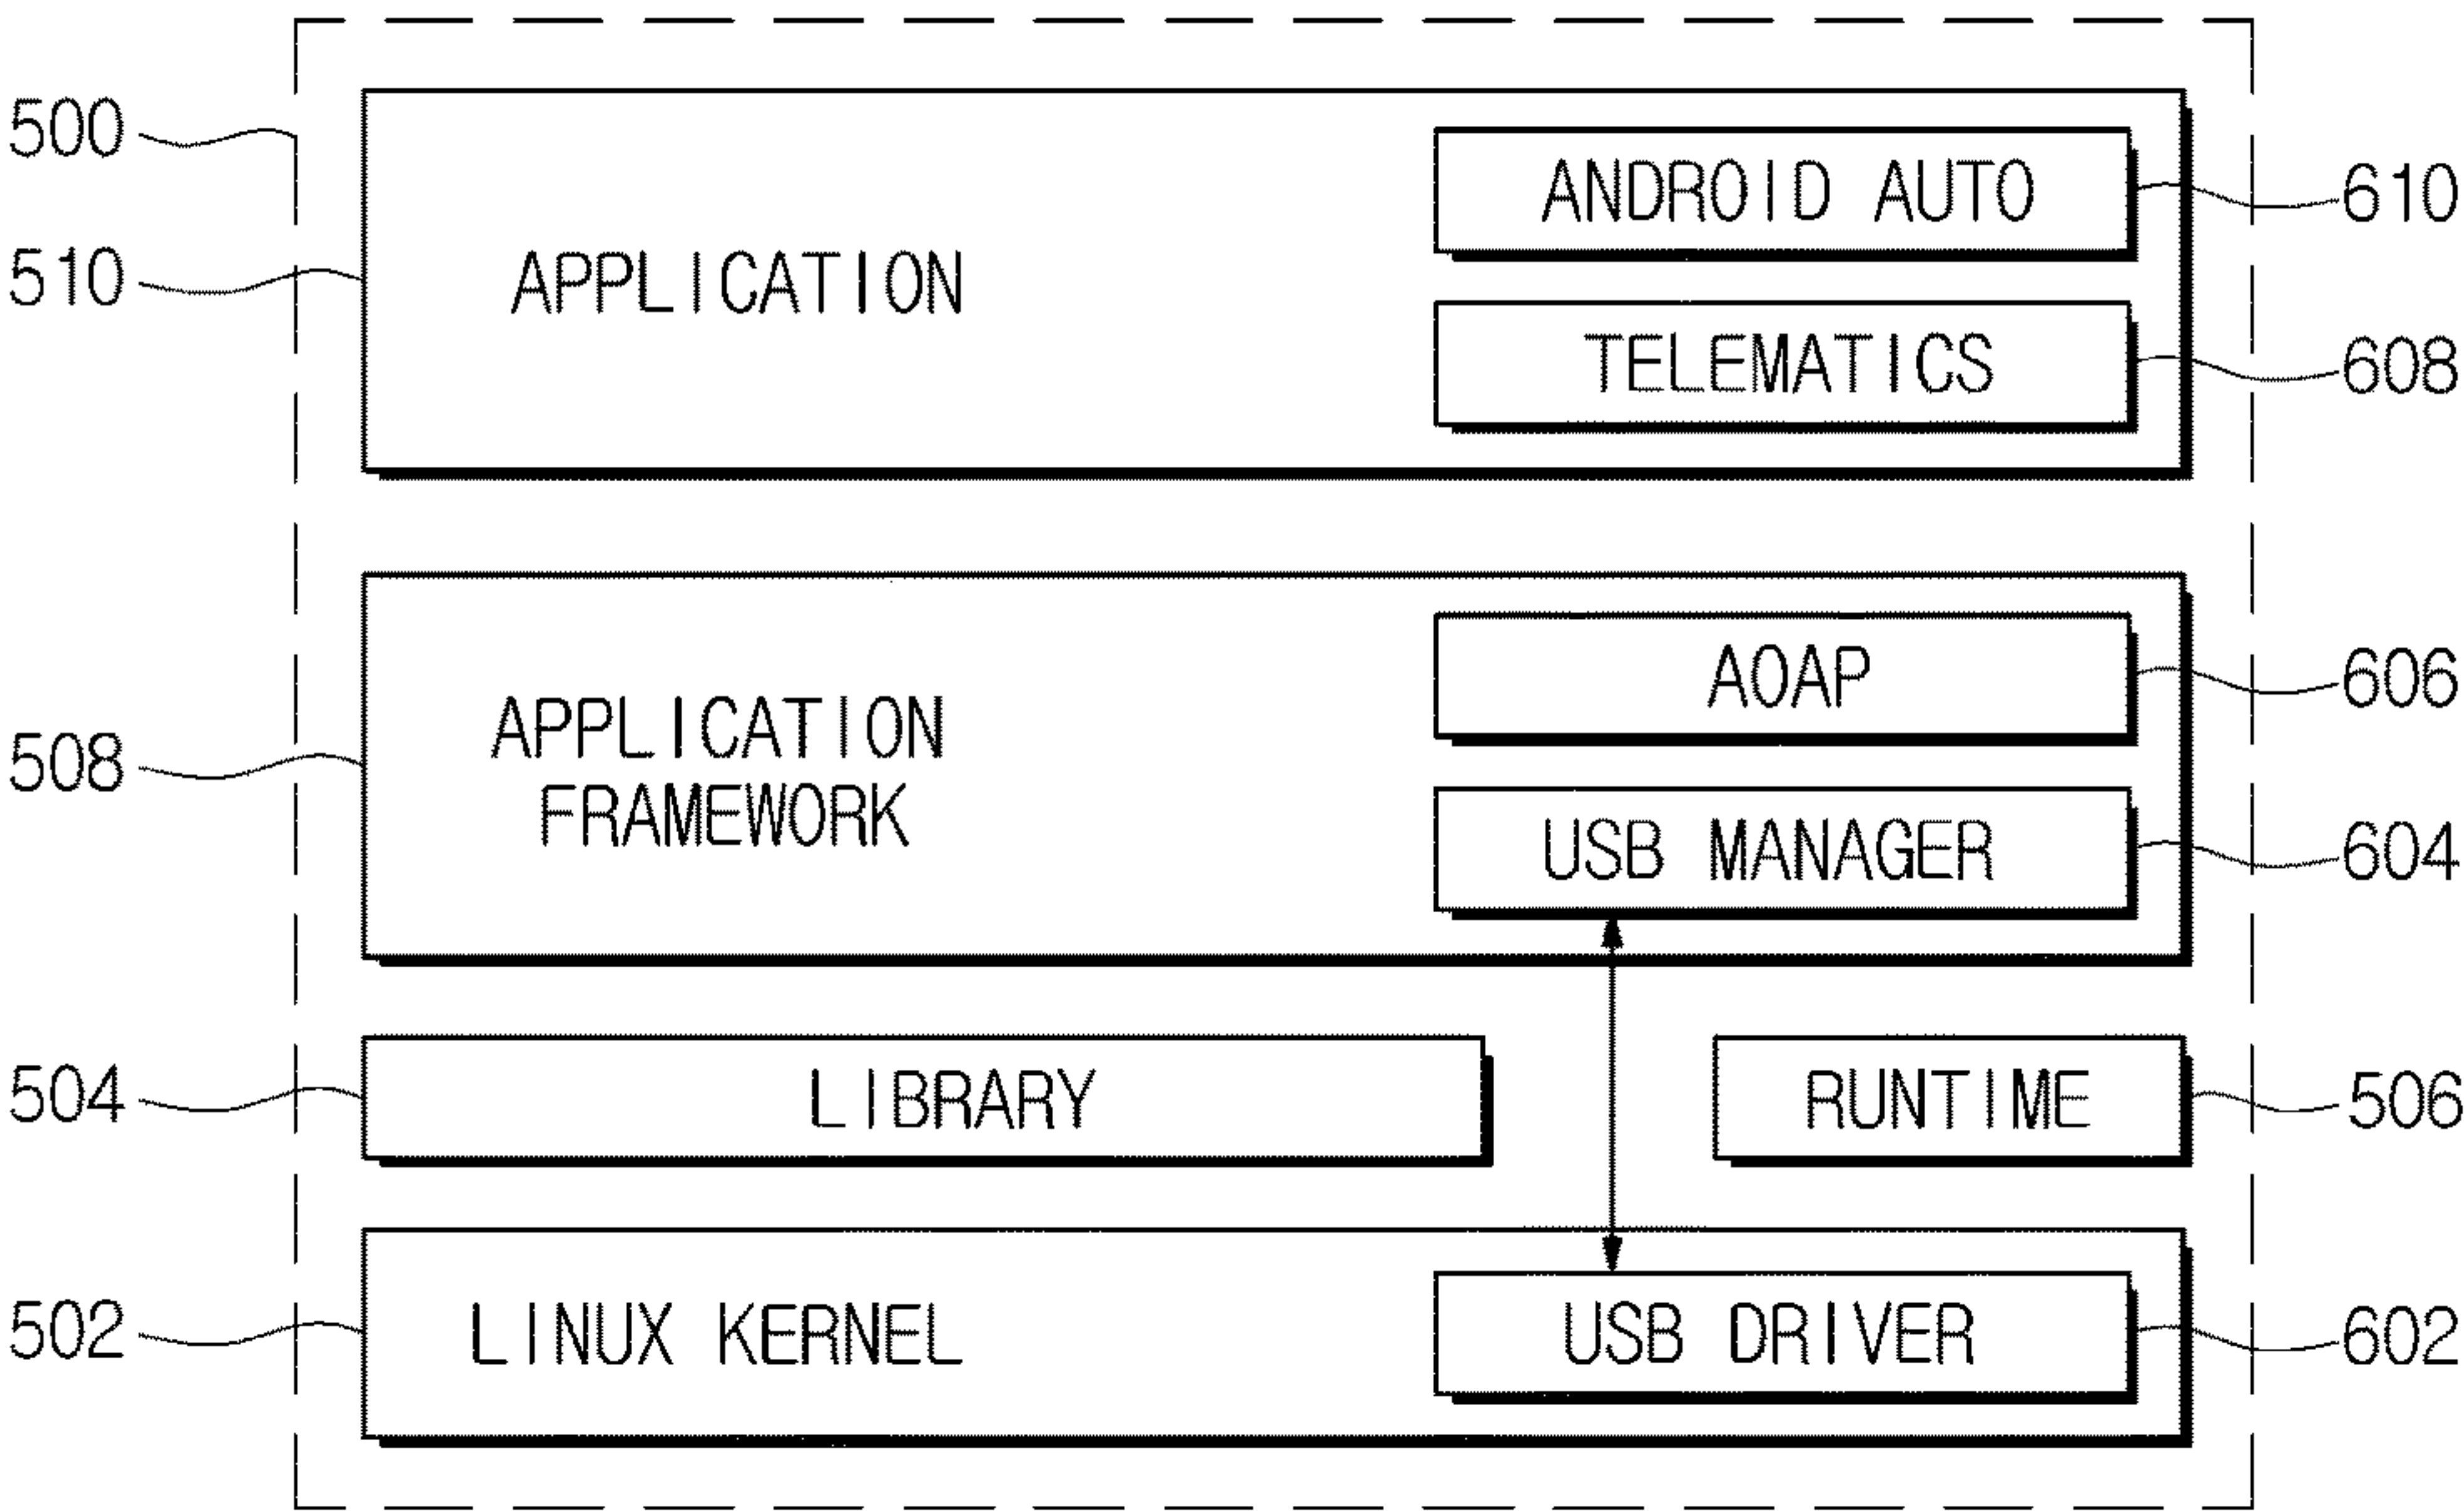 500
510
APPLICATION
ANDROID AUTO
610
TELEMATICS
608
508
APPLICATION
FRAMEWORK
AOAP
606
USB MANAGER
604
504
LIBRARY
RUNTIME
506
502
LINUX KERNEL
USB DRIVER
602